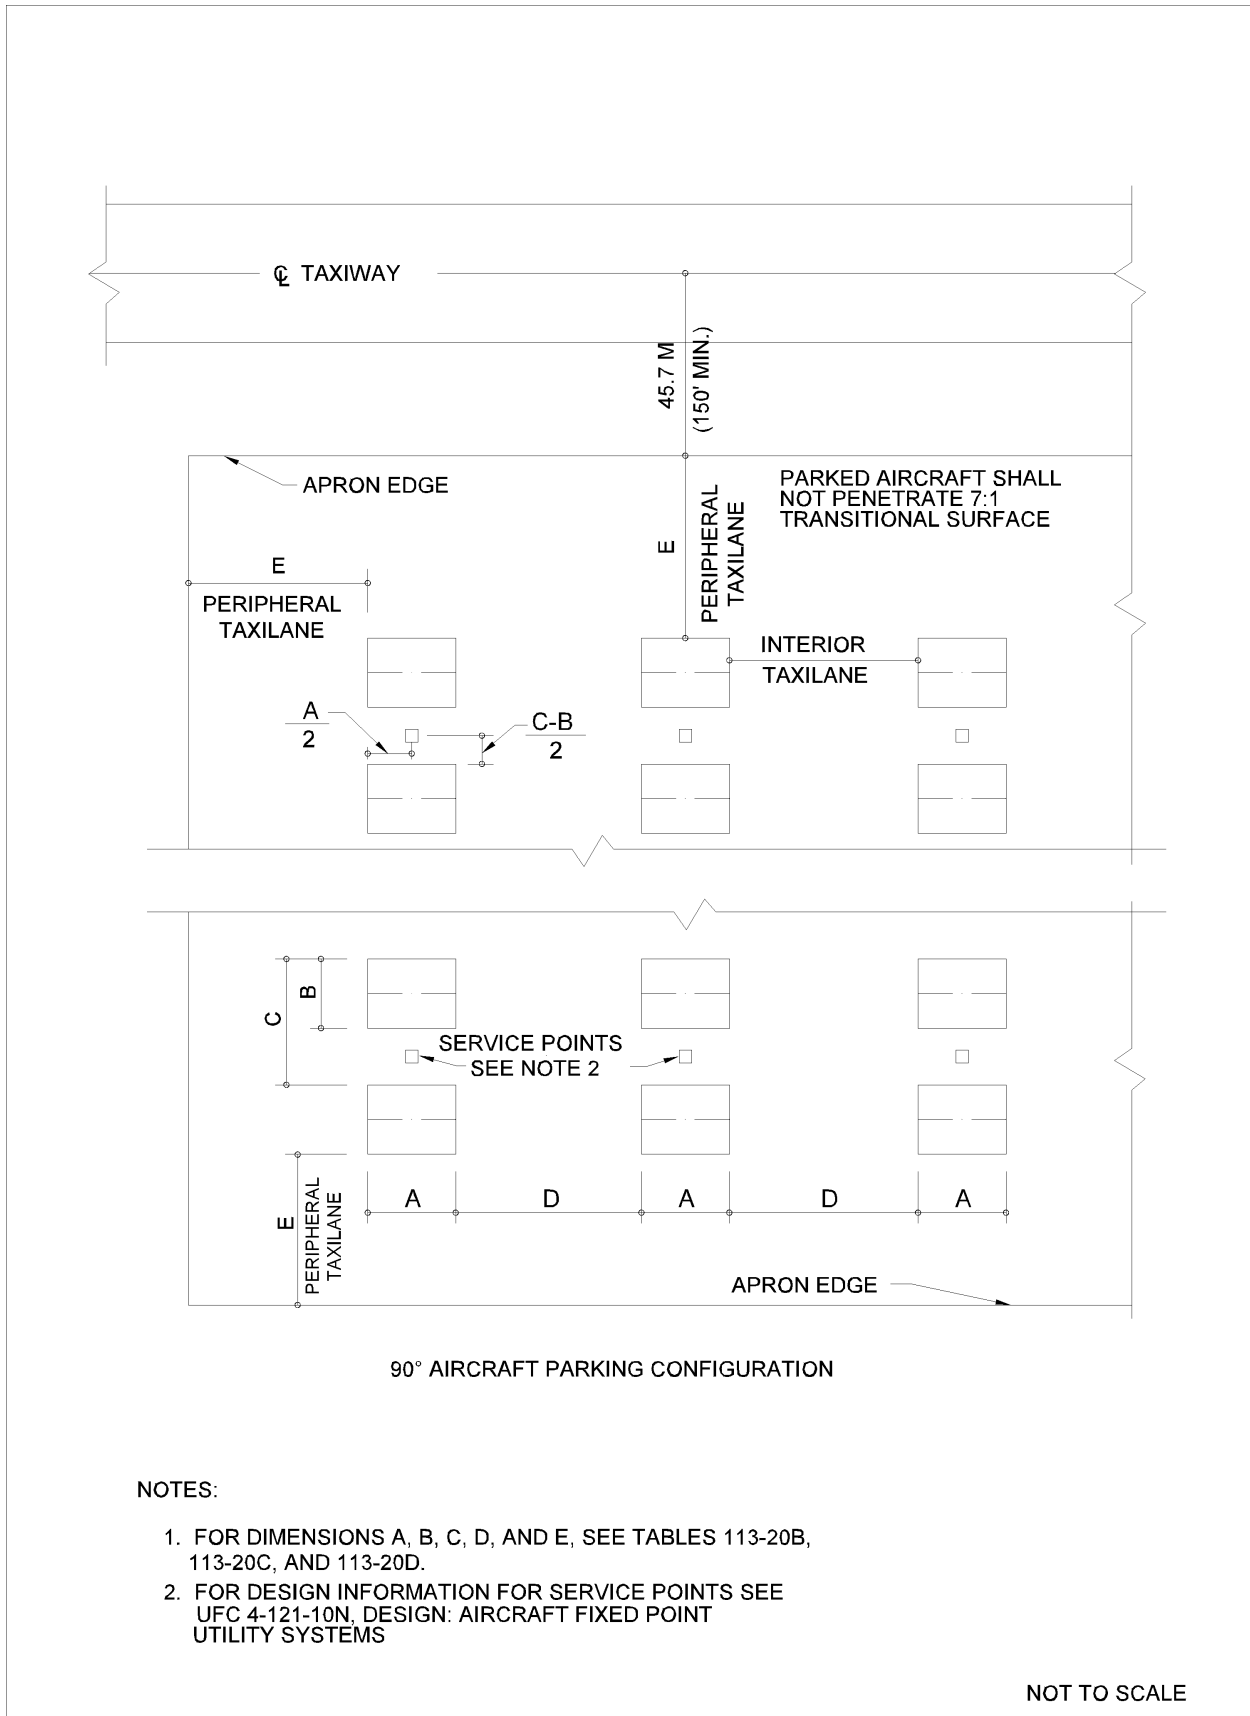 ℄ TAXIWAY
45.7 M
(150' MIN.)
APRON EDGE
PARKED AIRCRAFT SHALL
NOT PENETRATE 7:1
TRANSITIONAL SURFACE
E
PERIPHERAL
TAXILANE
E
PERIPHERAL
TAXILANE
INTERIOR
TAXILANE
A
2
C-B
2
C
B
SERVICE POINTS
SEE NOTE 2
E
PERIPHERAL
TAXILANE
A
D
A
D
A
APRON EDGE
90° AIRCRAFT PARKING CONFIGURATION
NOTES:
1. FOR DIMENSIONS A, B, C, D, AND E, SEE TABLES 113-20B,
113-20C, AND 113-20D.
2. FOR DESIGN INFORMATION FOR SERVICE POINTS SEE
UFC 4-121-10N, DESIGN: AIRCRAFT FIXED POINT
UTILITY SYSTEMS
NOT TO SCALE